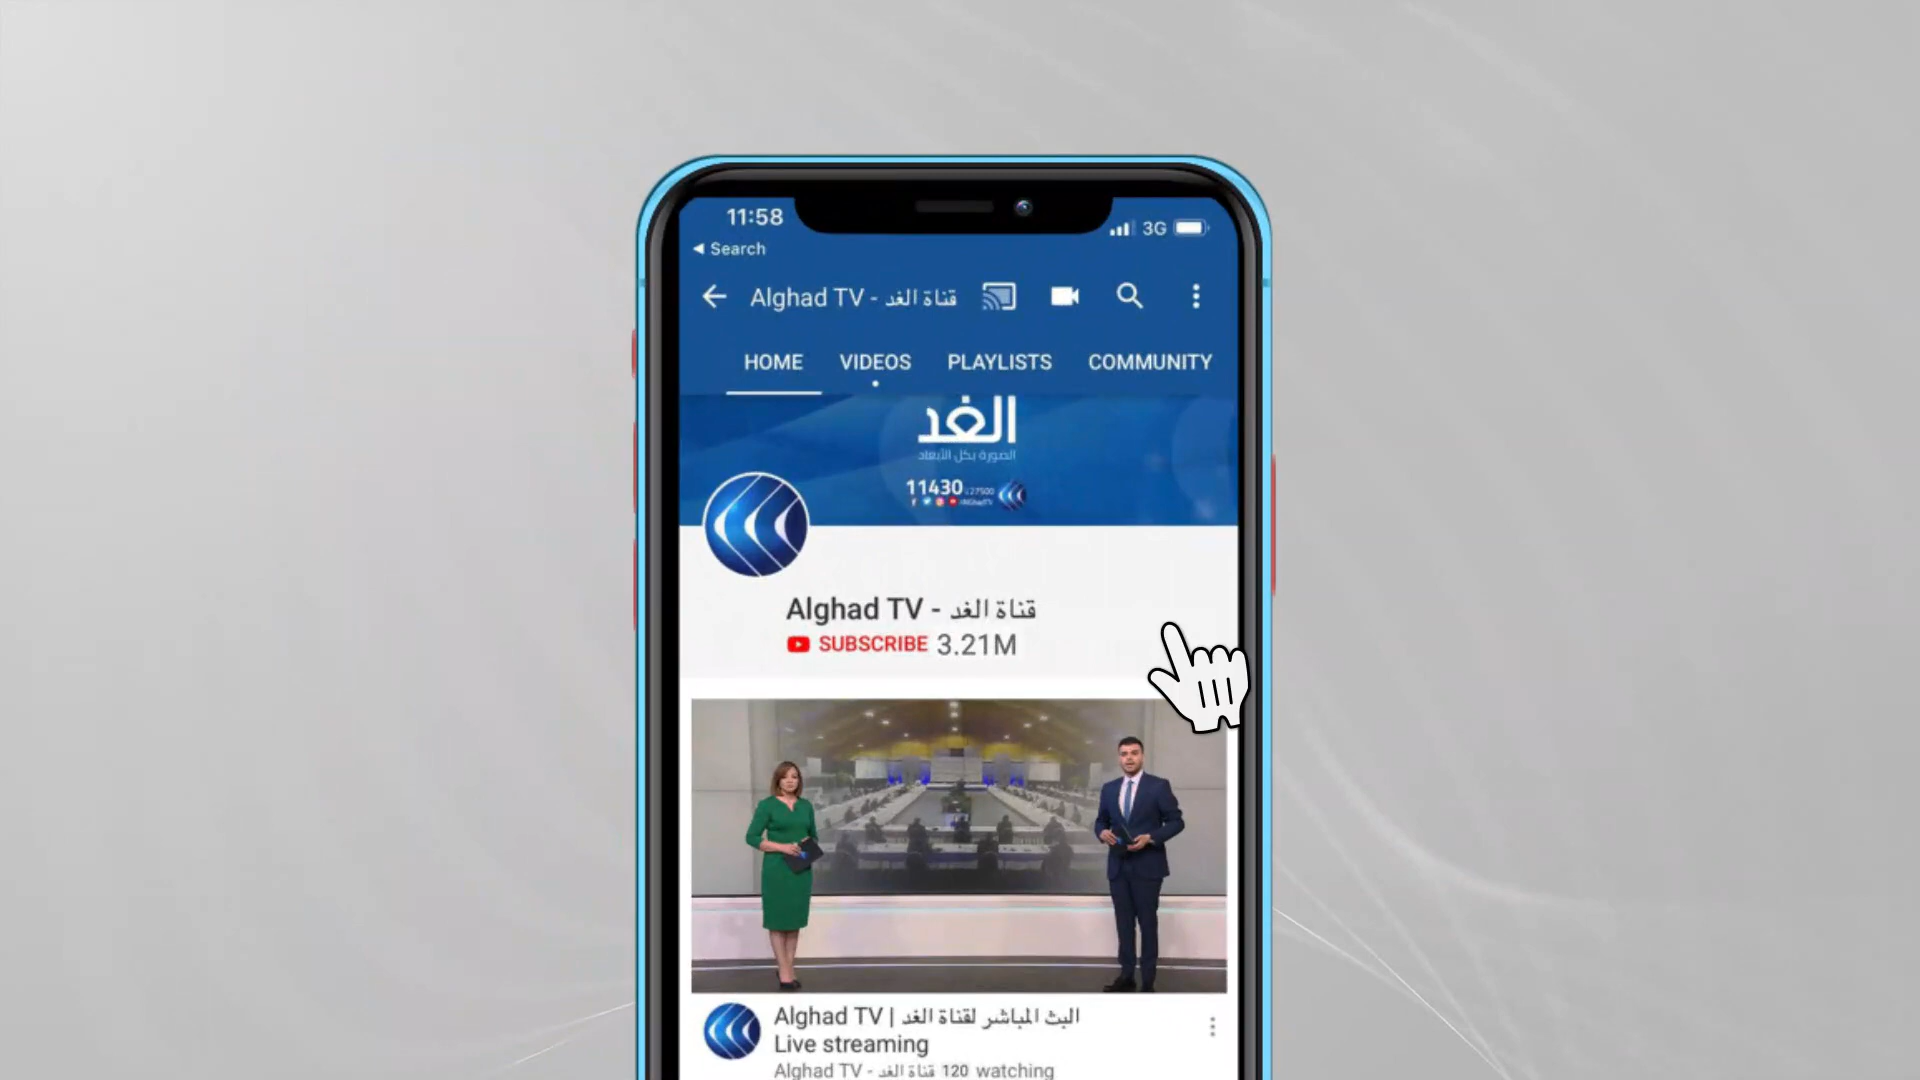 11:58
3G
Search
Alghad TV - قناة الغد
HOME VIDEOS PLAYLISTS COMMUNITY
الغد
الصورة بكل الأبعاد
11430 27500
Alghad TV - قناة الغد
SUBSCRIBE 3.21M
Alghad TV | البث المباشر لقناة الغد
Live streaming
Alghad TV - قناة الغد 120 watching